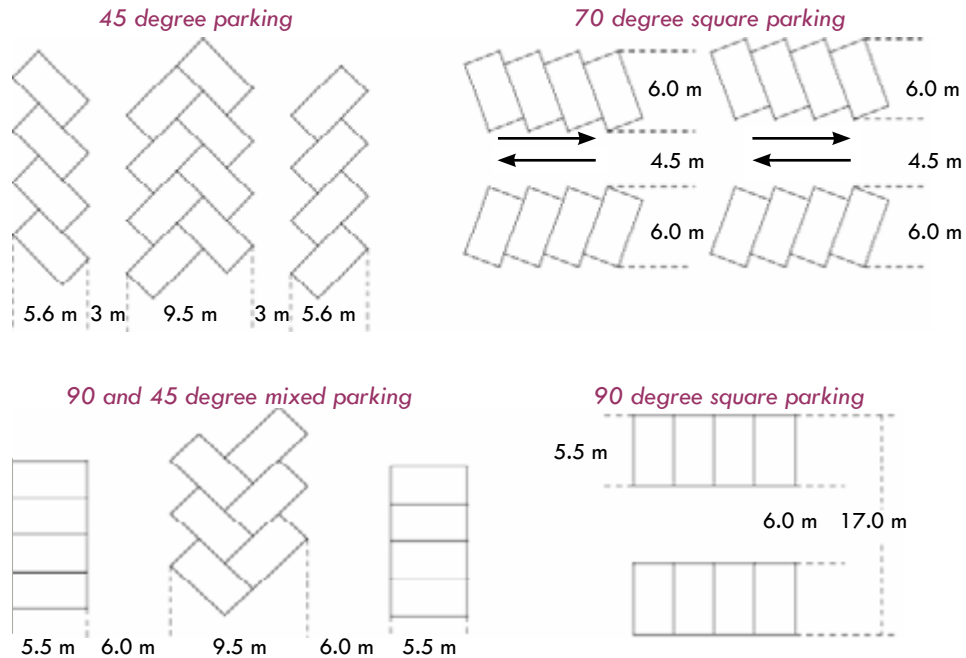 45 degree parking
70 degree square parking
6.0 m 6.0 m
4.5 m 4.5 m
6.0 m 6.0 m
5.6 m 3 m 9.5 m 3 m 5.6 m
90 and 45 degree mixed parking
90 degree square parking
5.5 m
6.0 m 17.0 m
5.5 m 6.0 m 9.5 m 6.0 m 5.5 m